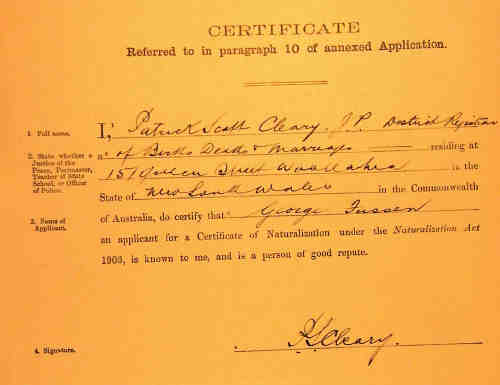 CERTIFICATE
Referred to in paragraph 10 of annexed Application.
1. Full name.
I,¹ Patrick Scott Cleary. J.P. District Registrar
2. State whether a Justice of the Peace, Postmaster, Teacher of State School, or Officer of Police.
a² of Births Deaths & Marriages residing at
151 Queen Street Woollahra in the
State of New South Wales in the Commonwealth
3. Name of Applicant.
of Australia, do certify that³ George
an applicant for a Certificate of Naturalization under the Naturalization Act
1903, is known to me, and is a person of good repute.
4. Signature.
Cleary.